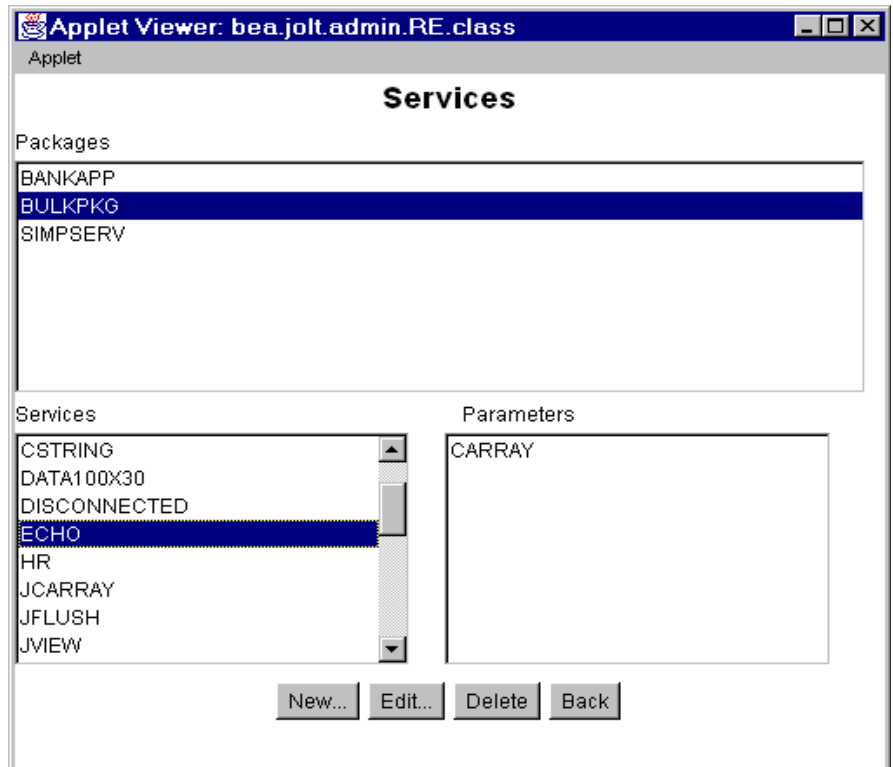 Applet Viewer: bea.jolt.admin.RE.class
Applet
Services
Packages
BANKAPP
BULKPKG
SIMPSERV
Services
CSTRING
DATA100X30
DISCONNECTED
ECHO
HR
JCARRAY
JFLUSH
JVIEW
Parameters
CARRAY
New... Edit... Delete Back